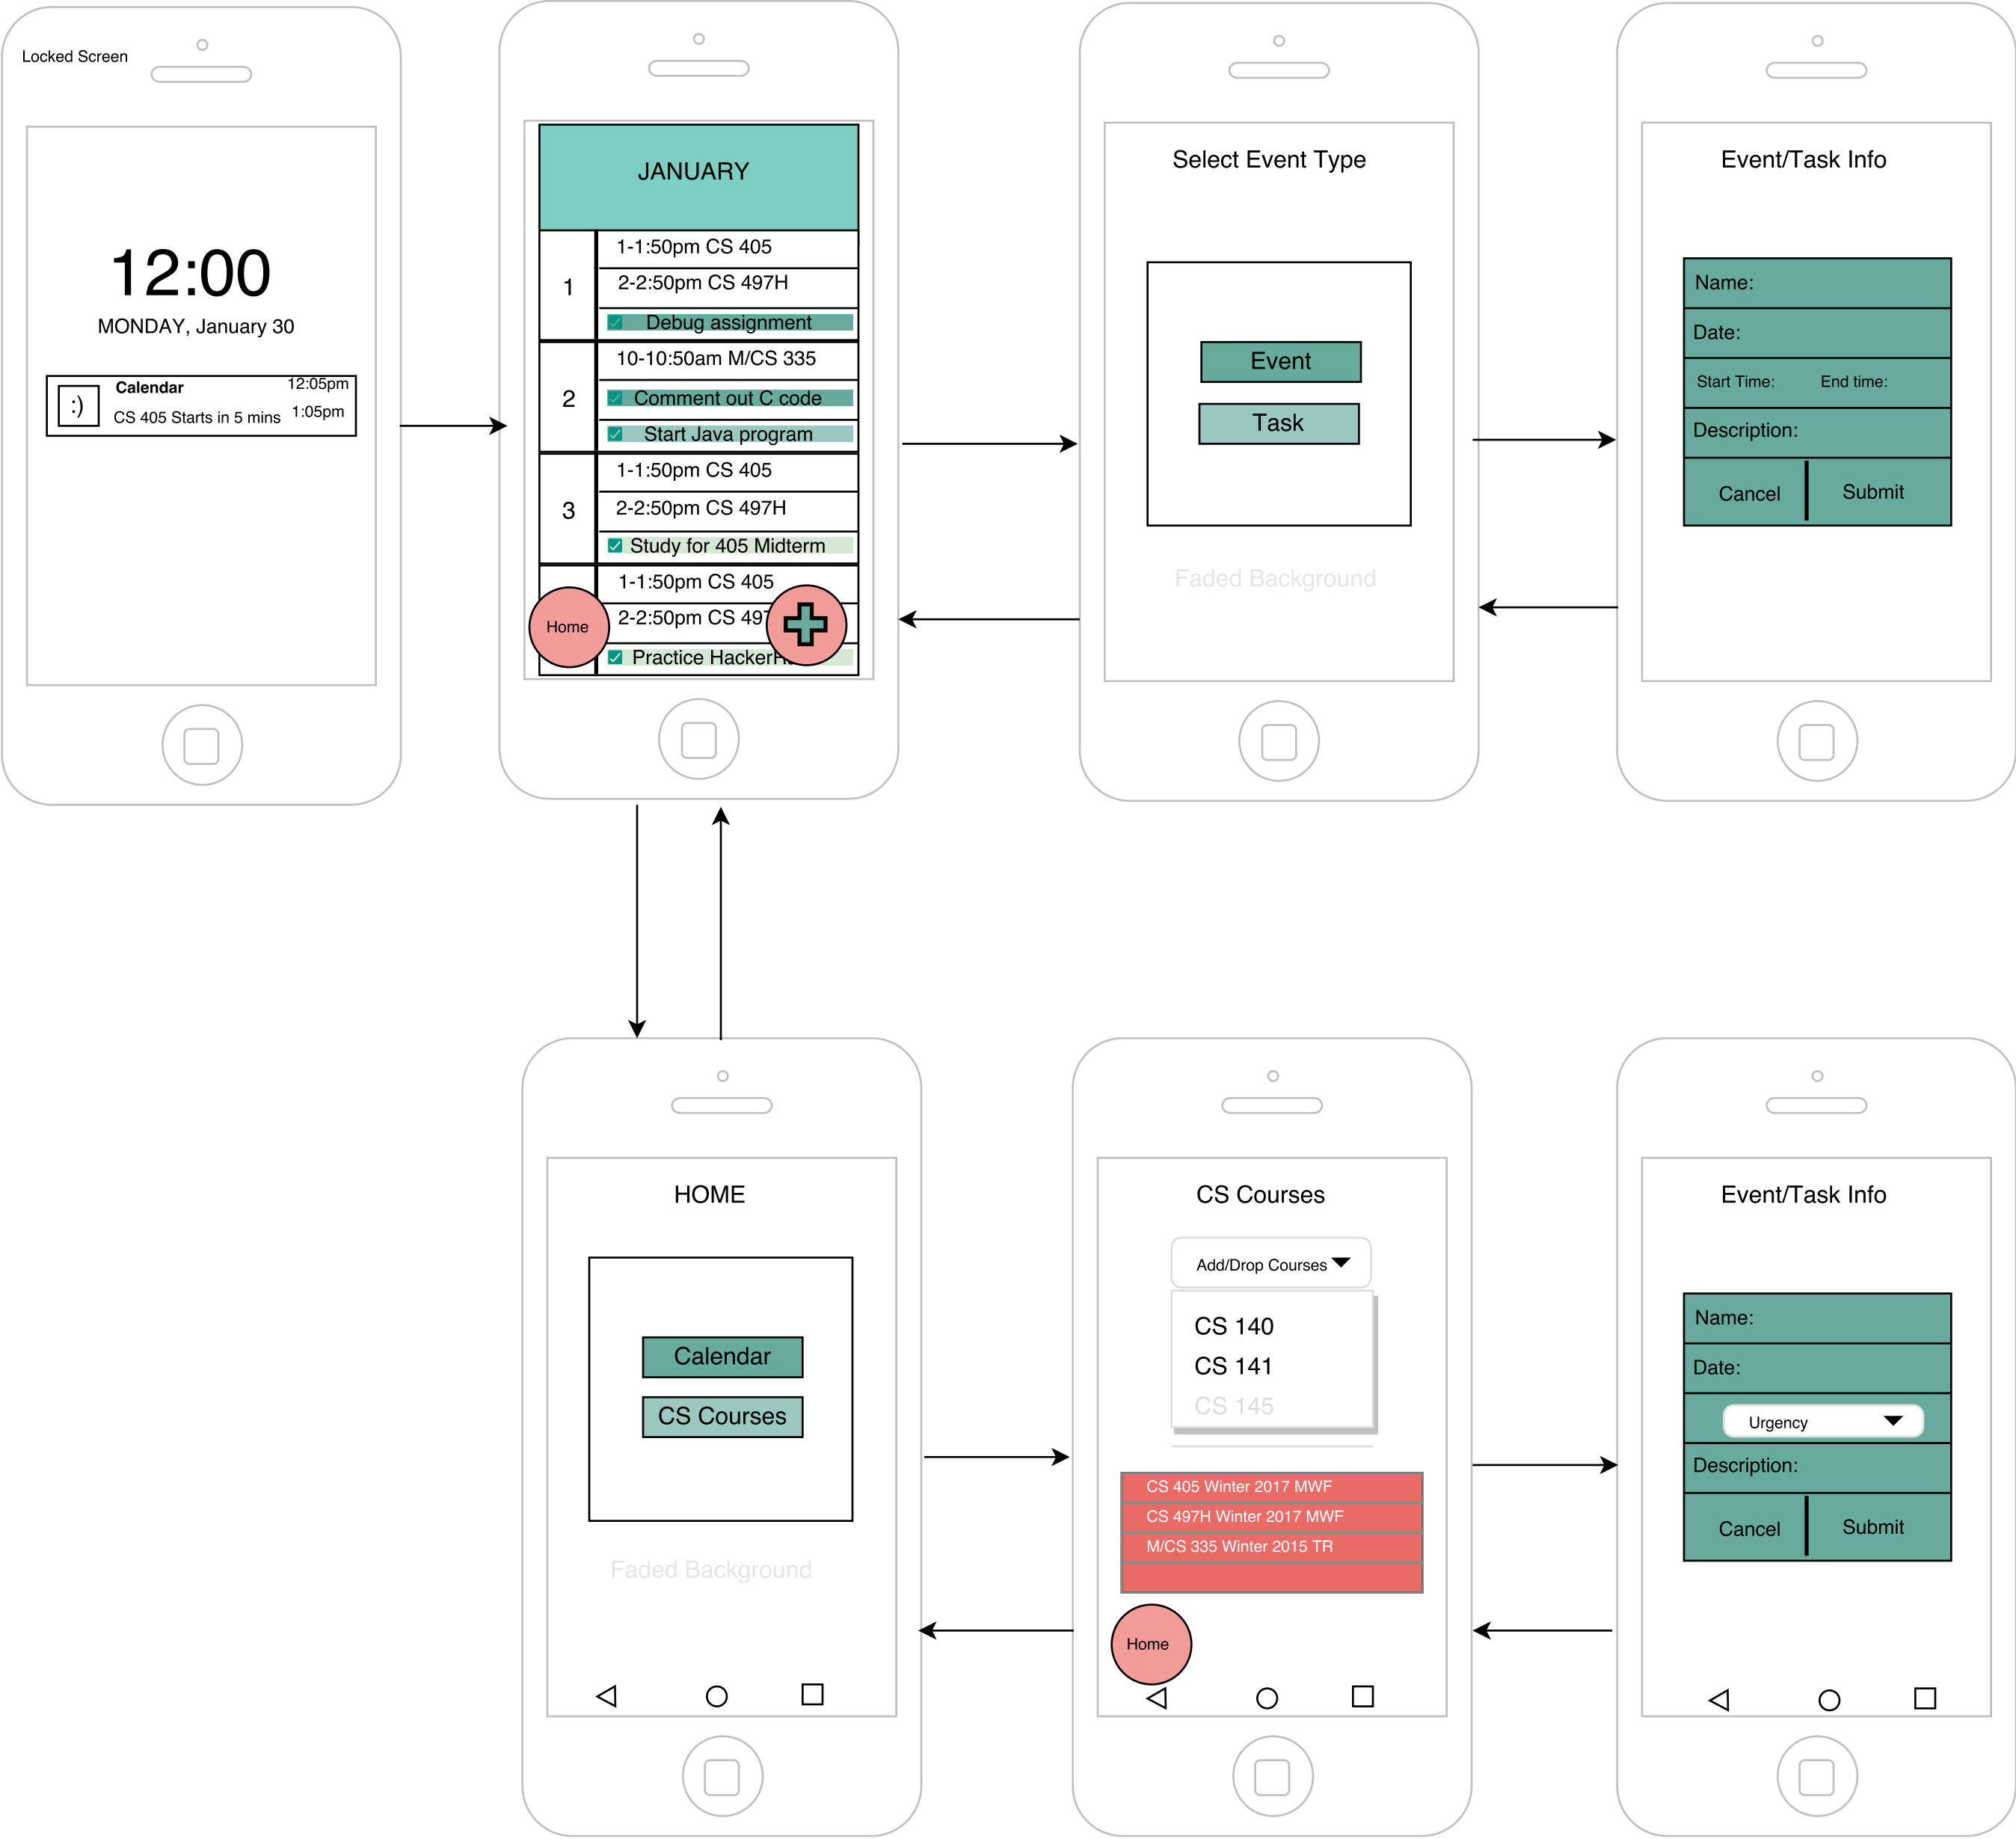 Locked Screen
12:00
MONDAY, January 30
:)
Calendar
12:05pm
CS 405 Starts in 5 mins
1:05pm
JANUARY
1
1-1:50pm CS 405
2-2:50pm CS 497H
Debug assignment
2
10-10:50am M/CS 335
Comment out C code
Start Java program
3
1-1:50pm CS 405
2-2:50pm CS 497H
Study for 405 Midterm
1-1:50pm CS 405
2-2:50pm CS 497
Practice
Home
Select Event Type
Event
Task
Faded Background
Event/Task Info
Name:
Date:
Start Time: End time:
Description:
Cancel Submit
HOME
Calendar
CS Courses
Faded Background
CS Courses
Add/Drop Courses
CS 140
CS 141
CS 145
CS 405 Winter 2017 MWF
CS 497H Winter 2017 MWF
M/CS 335 Winter 2015 TR
Home
Event/Task Info
Name:
Date:
Urgency
Description:
Cancel Submit